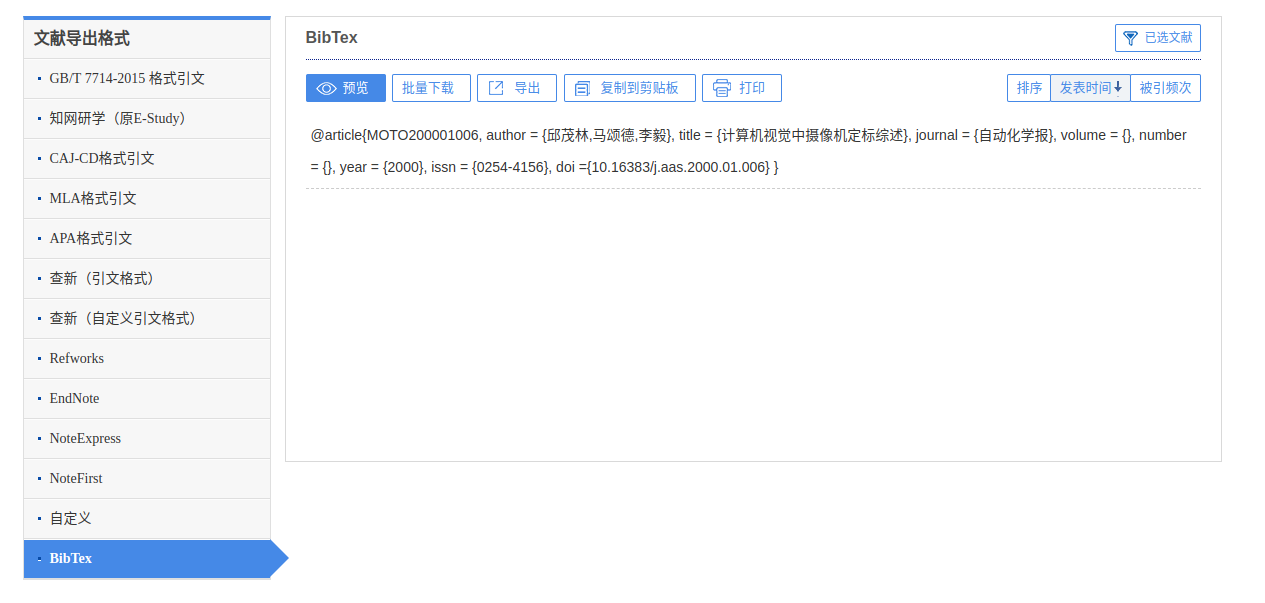 文献导出格式
GB/T 7714-2015 格式引文
知网研学（原E-Study）
CAJ-CD格式引文
MLA格式引文
APA格式引文
查新（引文格式）
查新（自定义引文格式）
Refworks
EndNote
NoteExpress
NoteFirst
自定义
BibTex
BibTex
已选文献
预览 批量下载 导出 复制到剪贴板 打印 排序 发表时间 被引频次
@article{MOTO200001006, author = {邱茂林,马颂德,李毅}, title = {计算机视觉中摄像机定标综述}, journal = {自动化学报}, volume = {}, number
= {}, year = {2000}, issn = {0254-4156}, doi ={10.16383/j.aas.2000.01.006} }